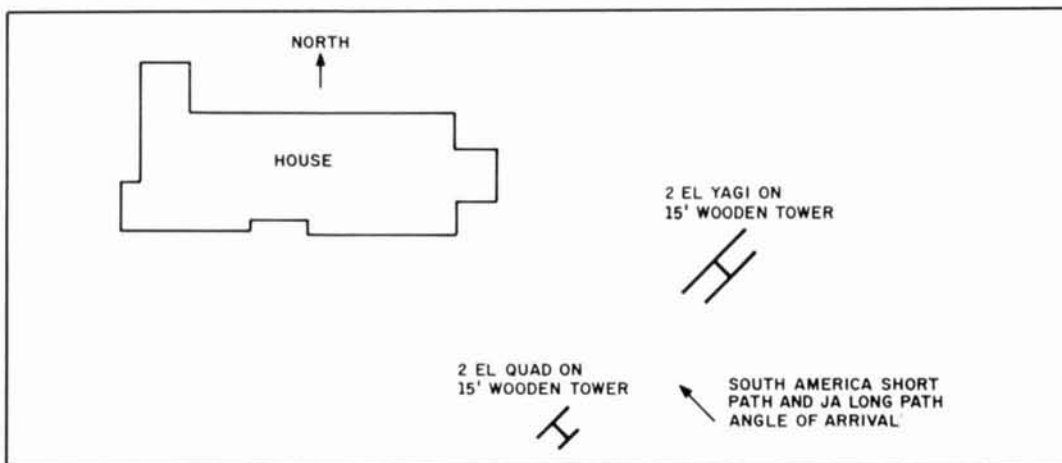 NORTH
HOUSE
2 EL YAGI ON
15' WOODEN TOWER
2 EL QUAD ON
15' WOODEN TOWER
SOUTH AMERICA SHORT
PATH AND JA LONG PATH
ANGLE OF ARRIVAL